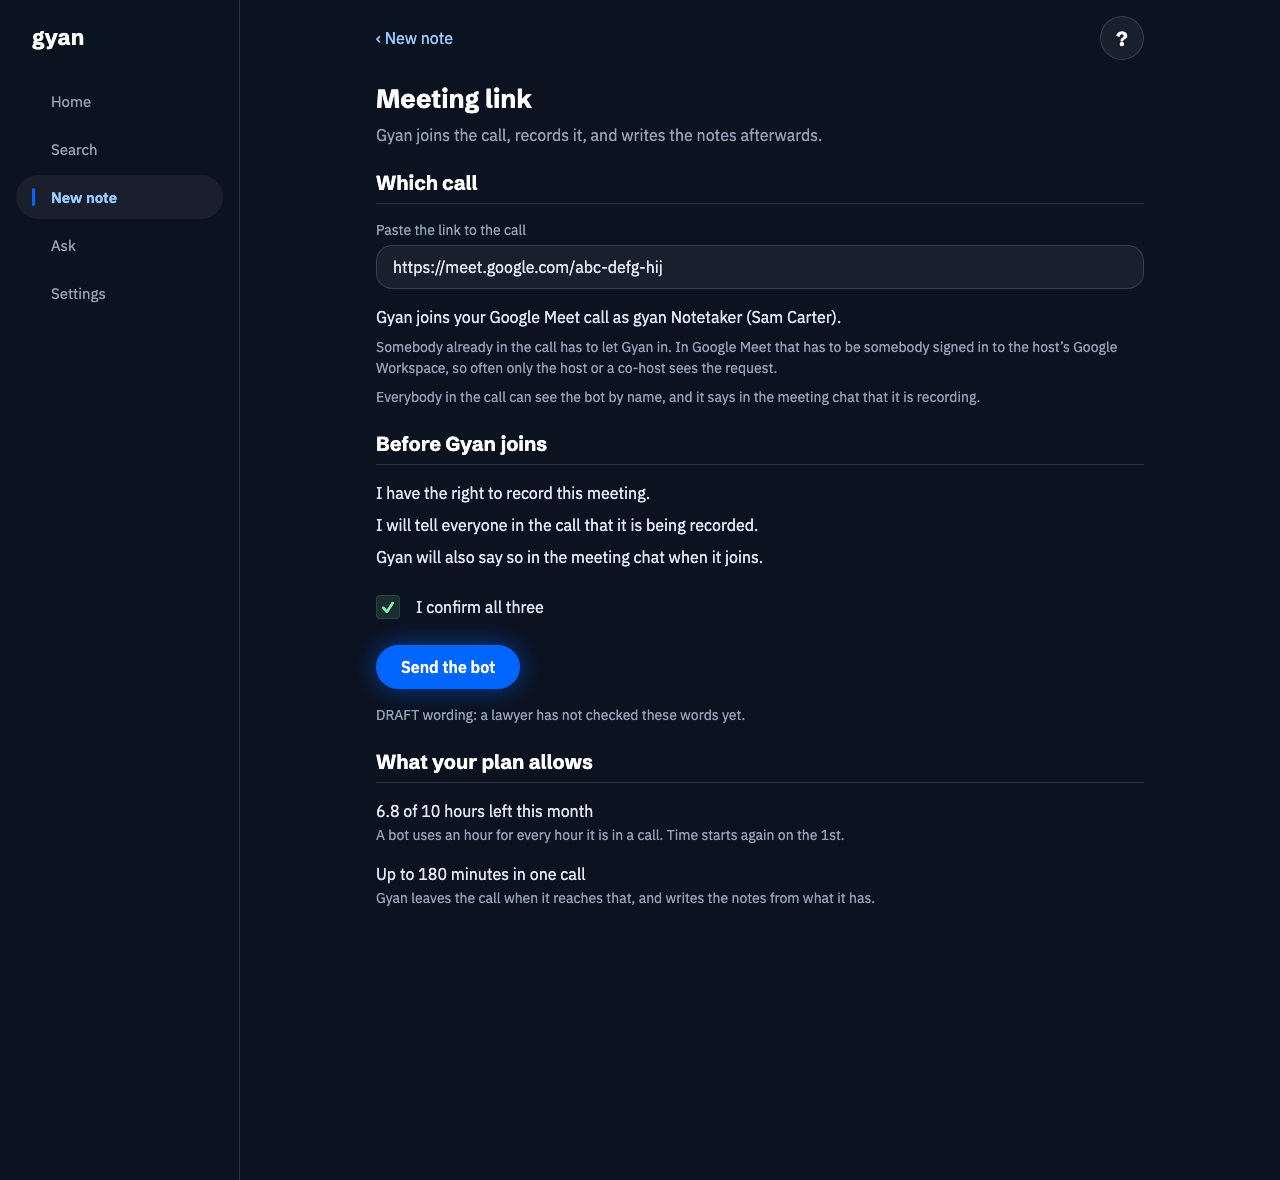 gyan
Home
Search
New note
Ask
Settings
‹ New note
?
Meeting link
Gyan joins the call, records it, and writes the notes afterwards.
Which call
Paste the link to the call
https://meet.google.com/abc-defg-hij
Gyan joins your Google Meet call as gyan Notetaker (Sam Carter).
Somebody already in the call has to let Gyan in. In Google Meet that has to be somebody signed in to the host’s Google
Workspace, so often only the host or a co-host sees the request.
Everybody in the call can see the bot by name, and it says in the meeting chat that it is recording.
Before Gyan joins
I have the right to record this meeting.
I will tell everyone in the call that it is being recorded.
Gyan will also say so in the meeting chat when it joins.
I confirm all three
Send the bot
DRAFT wording: a lawyer has not checked these words yet.
What your plan allows
6.8 of 10 hours left this month
A bot uses an hour for every hour it is in a call. Time starts again on the 1st.
Up to 180 minutes in one call
Gyan leaves the call when it reaches that, and writes the notes from what it has.